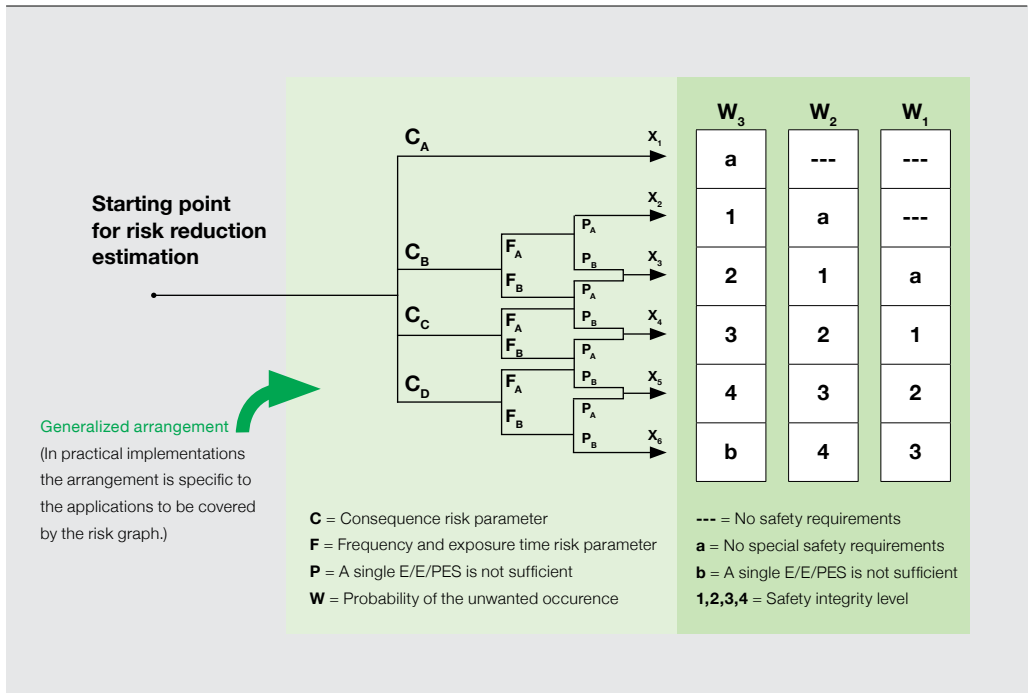 Starting point
for risk reduction
estimation
Generalized arrangement
(In practical implementations
the arrangement is specific to
the applications to be covered
by the risk graph.)
C_A
C_B
C_C
C_D
F_A
F_B
F_A
F_B
F_A
F_B
P_A
P_B
P_A
P_B
P_A
P_B
P_A
P_B
X_1
X_2
X_3
X_4
X_5
X_6
W_3 W_2 W_1
a --- ---
1 a ---
2 1 a
3 2 1
4 3 2
b 4 3
C = Consequence risk parameter
F = Frequency and exposure time risk parameter
P = A single E/E/PES is not sufficient
W = Probability of the unwanted occurence
--- = No safety requirements
a = No special safety requirements
b = A single E/E/PES is not sufficient
1,2,3,4 = Safety integrity level